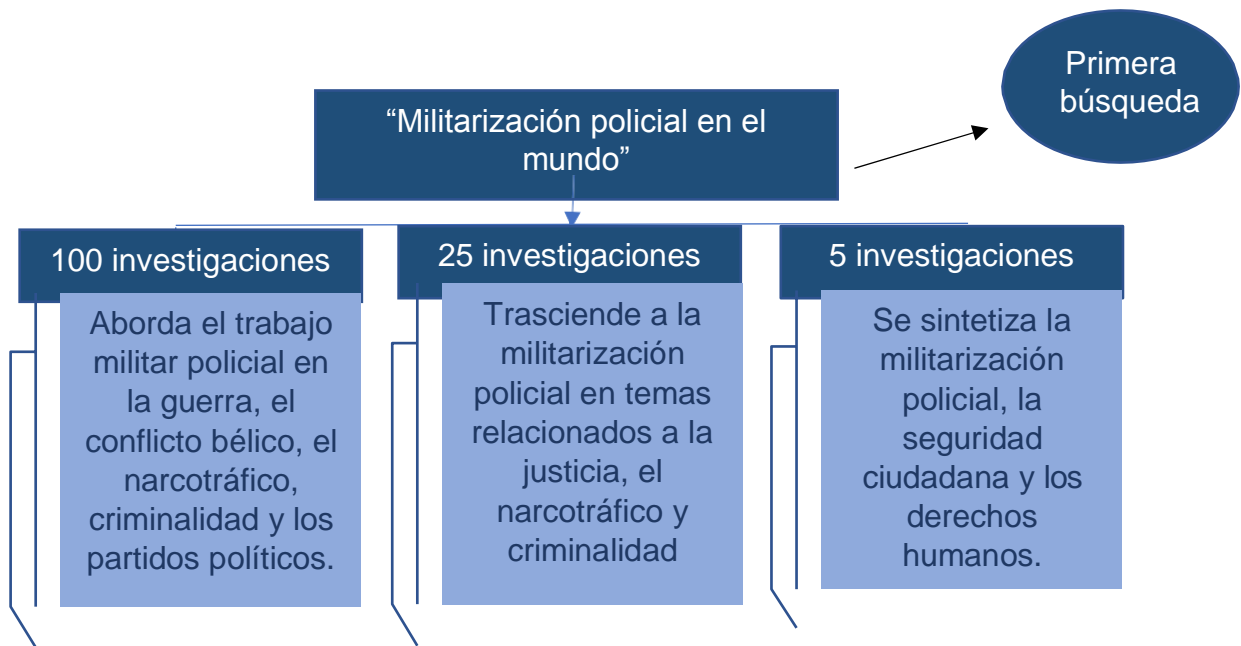 Primera
búsqueda
“Militarización policial en el
mundo”
100 investigaciones
Aborda el trabajo
militar policial en
la guerra, el
conflicto bélico, el
narcotráfico,
criminalidad y los
partidos políticos.
25 investigaciones
Trasciende a la
militarización
policial en temas
relacionados a la
justicia, el
narcotráfico y
criminalidad
5 investigaciones
Se sintetiza la
militarización
policial, la
seguridad
ciudadana y los
derechos
humanos.